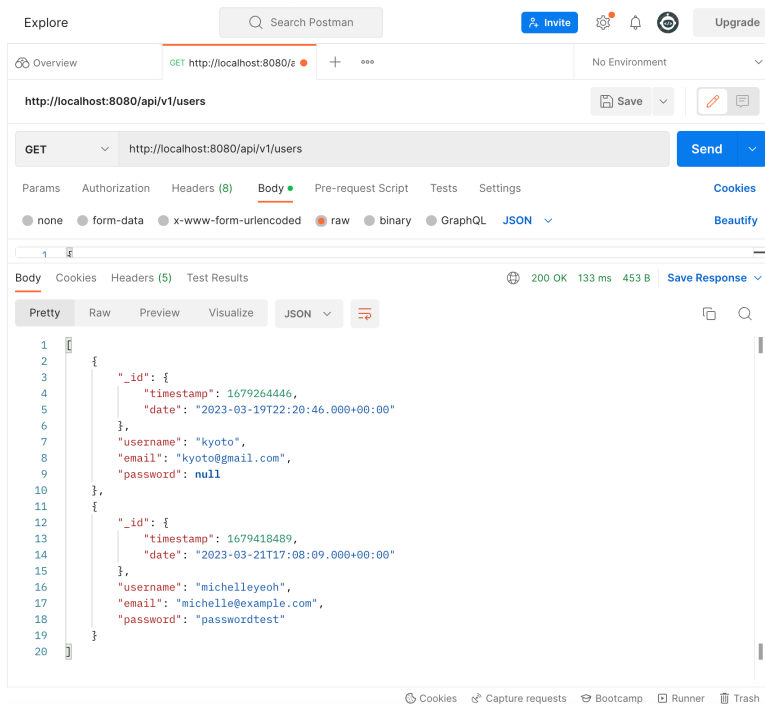 Explore
Search Postman
Invite
Upgrade
Overview
GET http://localhost:8080/a
No Environment
http://localhost:8080/api/v1/users
Save
GET
http://localhost:8080/api/v1/users
Send
Params Authorization Headers (8) Body Pre-request Script Tests Settings Cookies
none form-data x-www-form-urlencoded raw binary GraphQL JSON Beautify
1 {
Body Cookies Headers (5) Test Results 200 OK 133 ms 453 B Save Response
Pretty Raw Preview Visualize JSON
1 [
2 {
3 "_id": {
4 "timestamp": 1679264446,
5 "date": "2023-03-19T22:20:46.000+00:00"
6 },
7 "username": "kyoto",
8 "email": "kyoto@gmail.com",
9 "password": null
10 },
11 {
12 "_id": {
13 "timestamp": 1679418489,
14 "date": "2023-03-21T17:08:09.000+00:00"
15 },
16 "username": "michelleyeoh",
17 "email": "michelle@example.com",
18 "password": "passwordtest"
19 }
20 ]
Cookies Capture requests Bootcamp Runner Trash